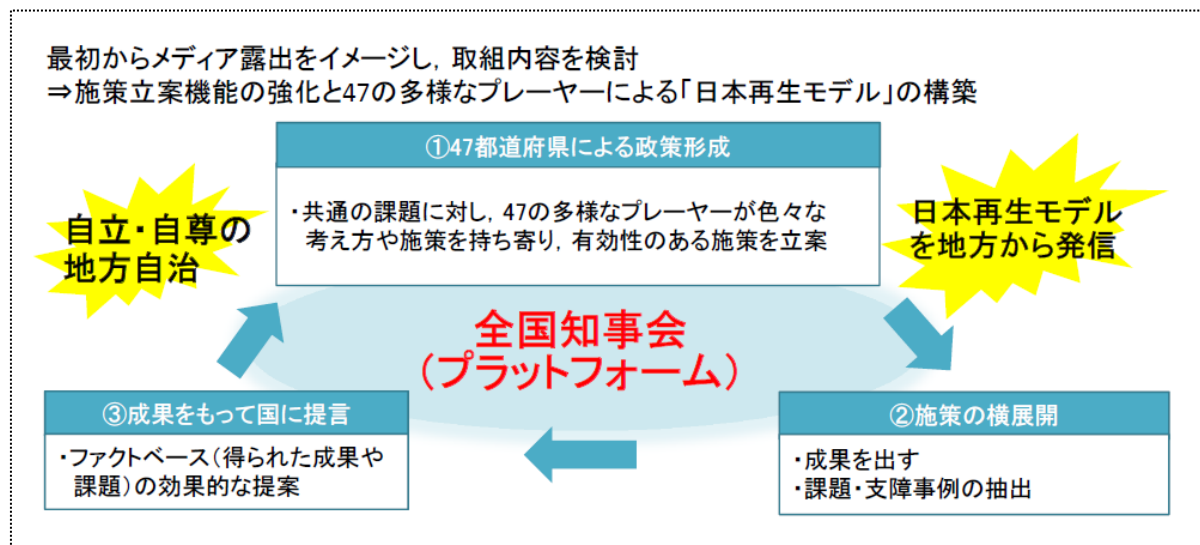 最初からメディア露出をイメージし，取組内容を検討
⇒施策立案機能の強化と47の多様なプレーヤーによる「日本再生モデル」の構築
①47都道府県による政策形成
・共通の課題に対し，47の多様なプレーヤーが色々な
考え方や施策を持ち寄り，有効性のある施策を立案
自立・自尊の
地方自治
日本再生モデル
を地方から発信
全国知事会
（プラットフォーム）
③成果をもって国に提言
・ファクトベース（得られた成果や
課題）の効果的な提案
②施策の横展開
・成果を出す
・課題・支障事例の抽出